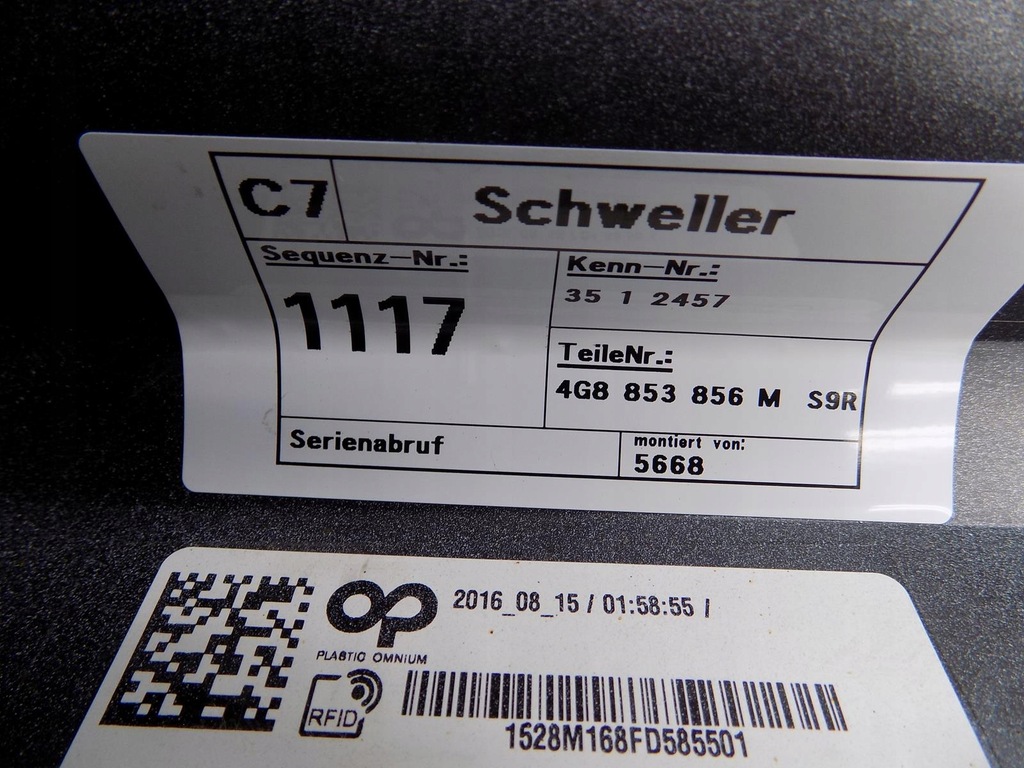 C7 Schweller
Sequenz-Nr.:
1117
Kenn-Nr.:
35 1 2457
TeileNr.:
4G8 853 856 M S9R
Serienabruf
montiert von:
5668
op 2016_08_15 / 01:58:55 /
PLASTIC OMNIUM
RFID
1528M168FD585501